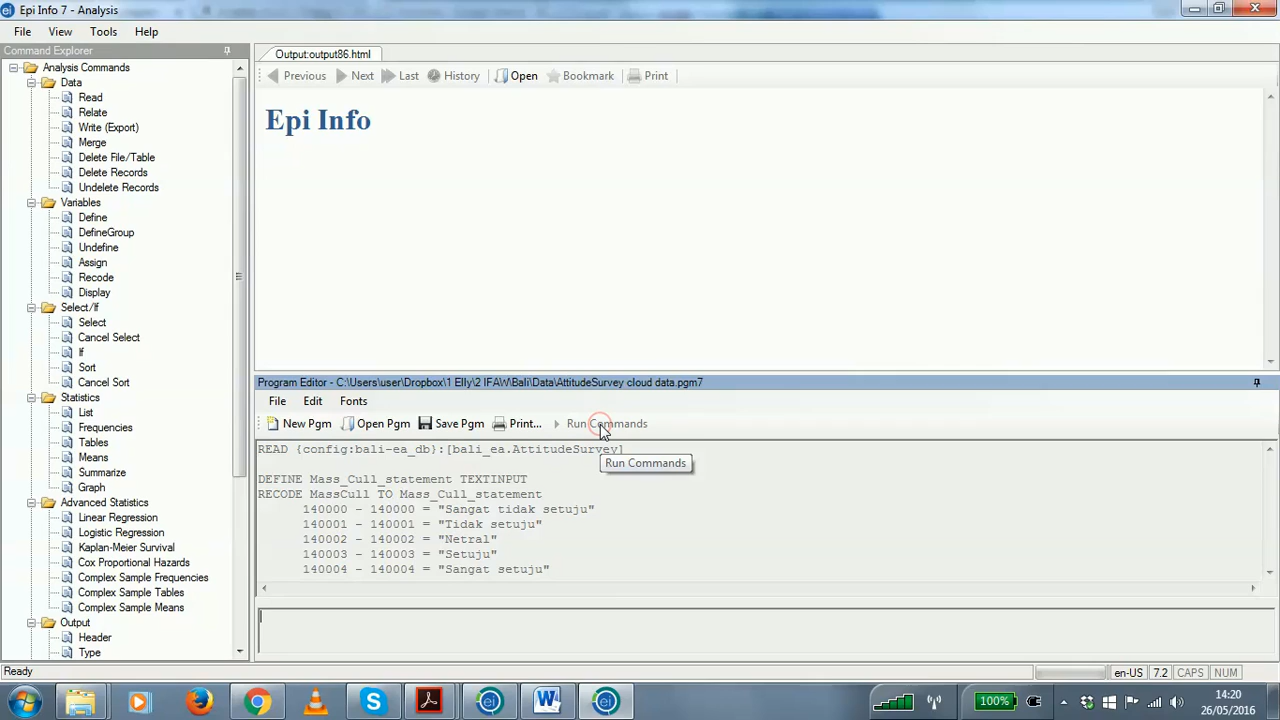 Epi Info 7 - Analysis
File View Tools Help
Command Explorer
Analysis Commands
Data
Read
Relate
Write (Export)
Merge
Delete File/Table
Delete Records
Undelete Records
Variables
Define
DefineGroup
Undefine
Assign
Recode
Display
Select/If
Select
Cancel Select
If
Sort
Cancel Sort
Statistics
List
Frequencies
Tables
Means
Summarize
Graph
Advanced Statistics
Linear Regression
Logistic Regression
Kaplan-Meier Survival
Cox Proportional Hazards
Complex Sample Frequencies
Complex Sample Tables
Complex Sample Means
Output
Header
Type
Output:output86.html
Previous Next Last History Open Bookmark Print
Epi Info
Program Editor - C:\Users\user\Dropbox\1 Elly\2 IFAW\Bali\Data\AttitudeSurvey cloud data.pgm7
File Edit Fonts
New Pgm Open Pgm Save Pgm Print... Run Commands
READ {config:bali-ea_db}:[bali_ea.AttitudeSurvey]
Run Commands
DEFINE Mass_Cull_statement TEXTINPUT
RECODE MassCull TO Mass_Cull_statement
140000 - 140000 = "Sangat tidak setuju"
140001 - 140001 = "Tidak setuju"
140002 - 140002 = "Netral"
140003 - 140003 = "Setuju"
140004 - 140004 = "Sangat setuju"
Ready
en-US 7.2 CAPS NUM
100%
14:20
26/05/2016